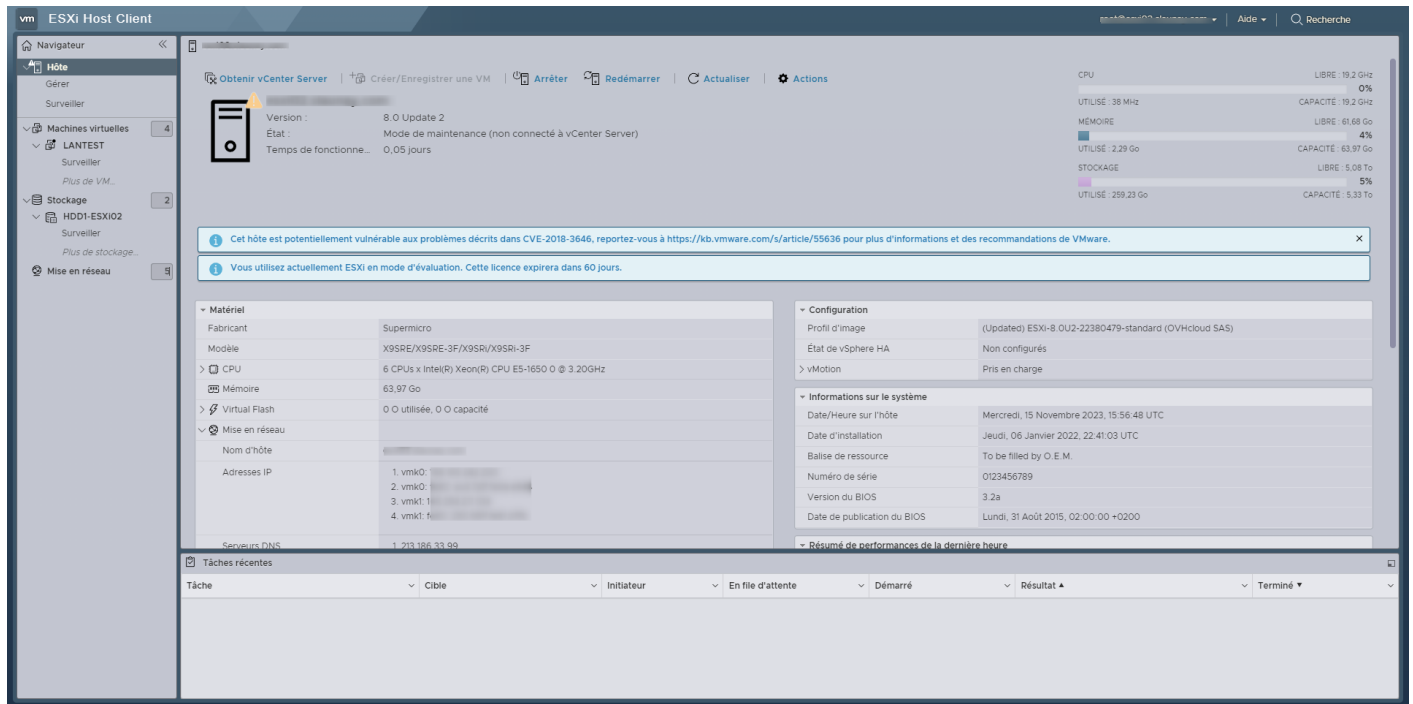 vm ESXi Host Client
Aide
Recherche
Navigateur
Hôte
Gérer
Surveiller
Machines virtuelles 4
LANTEST
Surveiller
Plus de VM...
Stockage 2
HDD1-ESXi02
Surveiller
Plus de stockage...
Mise en réseau 5
Obtenir vCenter Server
Créer/Enregistrer une VM
Arrêter
Redémarrer
Actualiser
Actions
Version : 8.0 Update 2
État : Mode de maintenance (non connecté à vCenter Server)
Temps de fonctionne... 0,05 jours
CPU LIBRE : 19,2 GHz
0%
UTILISÉ : 38 MHz CAPACITÉ : 19,2 GHz
MÉMOIRE LIBRE : 61,68 Go
4%
UTILISÉ : 2,29 Go CAPACITÉ : 63,97 Go
STOCKAGE LIBRE : 5,08 To
5%
UTILISÉ : 259,23 Go CAPACITÉ : 5,33 To
Cet hôte est potentiellement vulnérable aux problèmes décrits dans CVE-2018-3646, reportez-vous à https://kb.vmware.com/s/article/55636 pour plus d'informations et des recommandations de VMware.
Vous utilisez actuellement ESXi en mode d'évaluation. Cette licence expirera dans 60 jours.
Matériel
Fabricant Supermicro
Modèle X9SRE/X9SRE-3F/X9SRi/X9SRi-3F
CPU 6 CPUs x Intel(R) Xeon(R) CPU E5-1650 0 @ 3.20GHz
Mémoire 63,97 Go
Virtual Flash 0 O utilisée, 0 O capacité
Mise en réseau
Nom d'hôte
Adresses IP 1. vmk0:
2. vmk0:
3. vmk1:
4. vmk1:
Serveurs DNS 1. 213.186.33.99
Configuration
Profil d'image (Updated) ESXi-8.0U2-22380479-standard (OVHcloud SAS)
État de vSphere HA Non configurés
vMotion Pris en charge
Informations sur le système
Date/Heure sur l'hôte Mercredi, 15 Novembre 2023, 15:56:48 UTC
Date d'installation Jeudi, 06 Janvier 2022, 22:41:03 UTC
Balise de ressource To be filled by O.E.M.
Numéro de série 0123456789
Version du BIOS 3.2a
Date de publication du BIOS Lundi, 31 Août 2015, 02:00:00 +0200
Résumé de performances de la dernière heure
Tâches récentes
Tâche Cible Initiateur En file d'attente Démarré Résultat Terminé